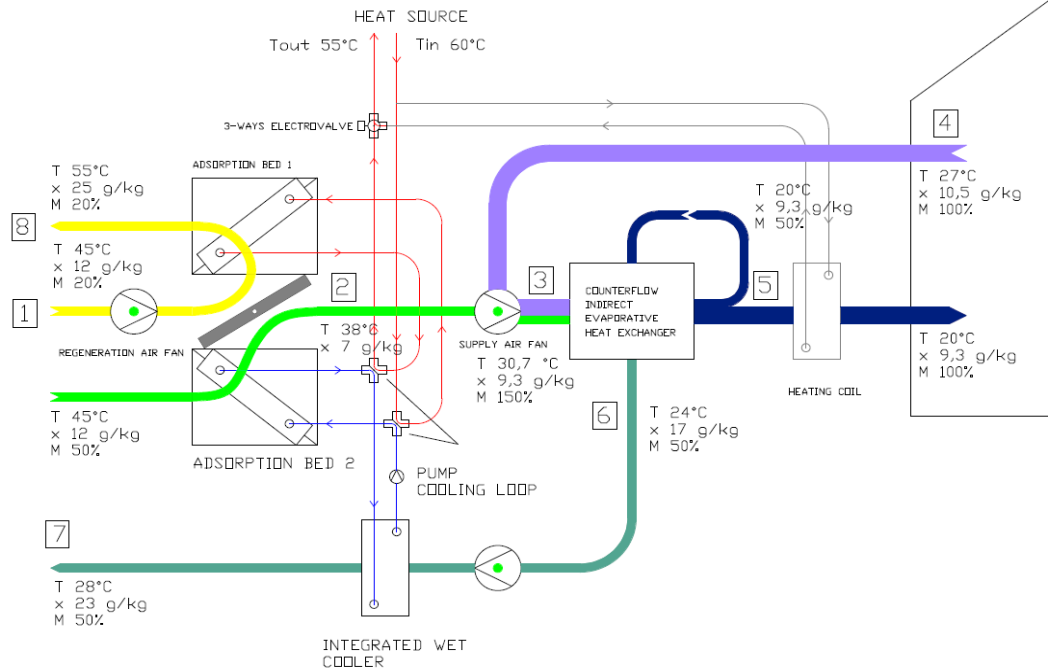 HEAT SOURCE
Tout 55°C
Tin 60°C
3-WAYS ELECTROVALVE
4
T 27°C
x 10,5 g/kg
M 100%
ADSORPTION BED 1
T 55°C
x 25 g/kg
M 20%
8
T 45°C
x 12 g/kg
M 20%
1
REGENERATION AIR FAN
2
T 38°C
x 7 g/kg
3
SUPPLY AIR FAN
T 30,7 °C
x 9,3 g/kg
M 150%
COUNTERFLOW
INDIRECT
EVAPORATIVE
HEAT EXCHANGER
T 20°C
x 9,3 g/kg
M 50%
5
HEATING COIL
T 20°C
x 9,3 g/kg
M 100%
T 45°C
x 12 g/kg
M 50%
ADSORPTION BED 2
6
T 24°C
x 17 g/kg
M 50%
PUMP
COOLING LOOP
7
T 28°C
x 23 g/kg
M 50%
INTEGRATED WET
COOLER